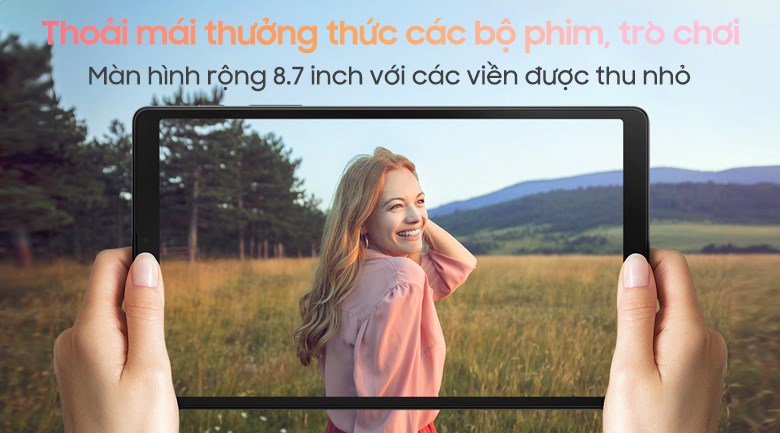 Thoải mái thưởng thức các bộ phim, trò chơi
Màn hình rộng 8.7 inch với các viền được thu nhỏ